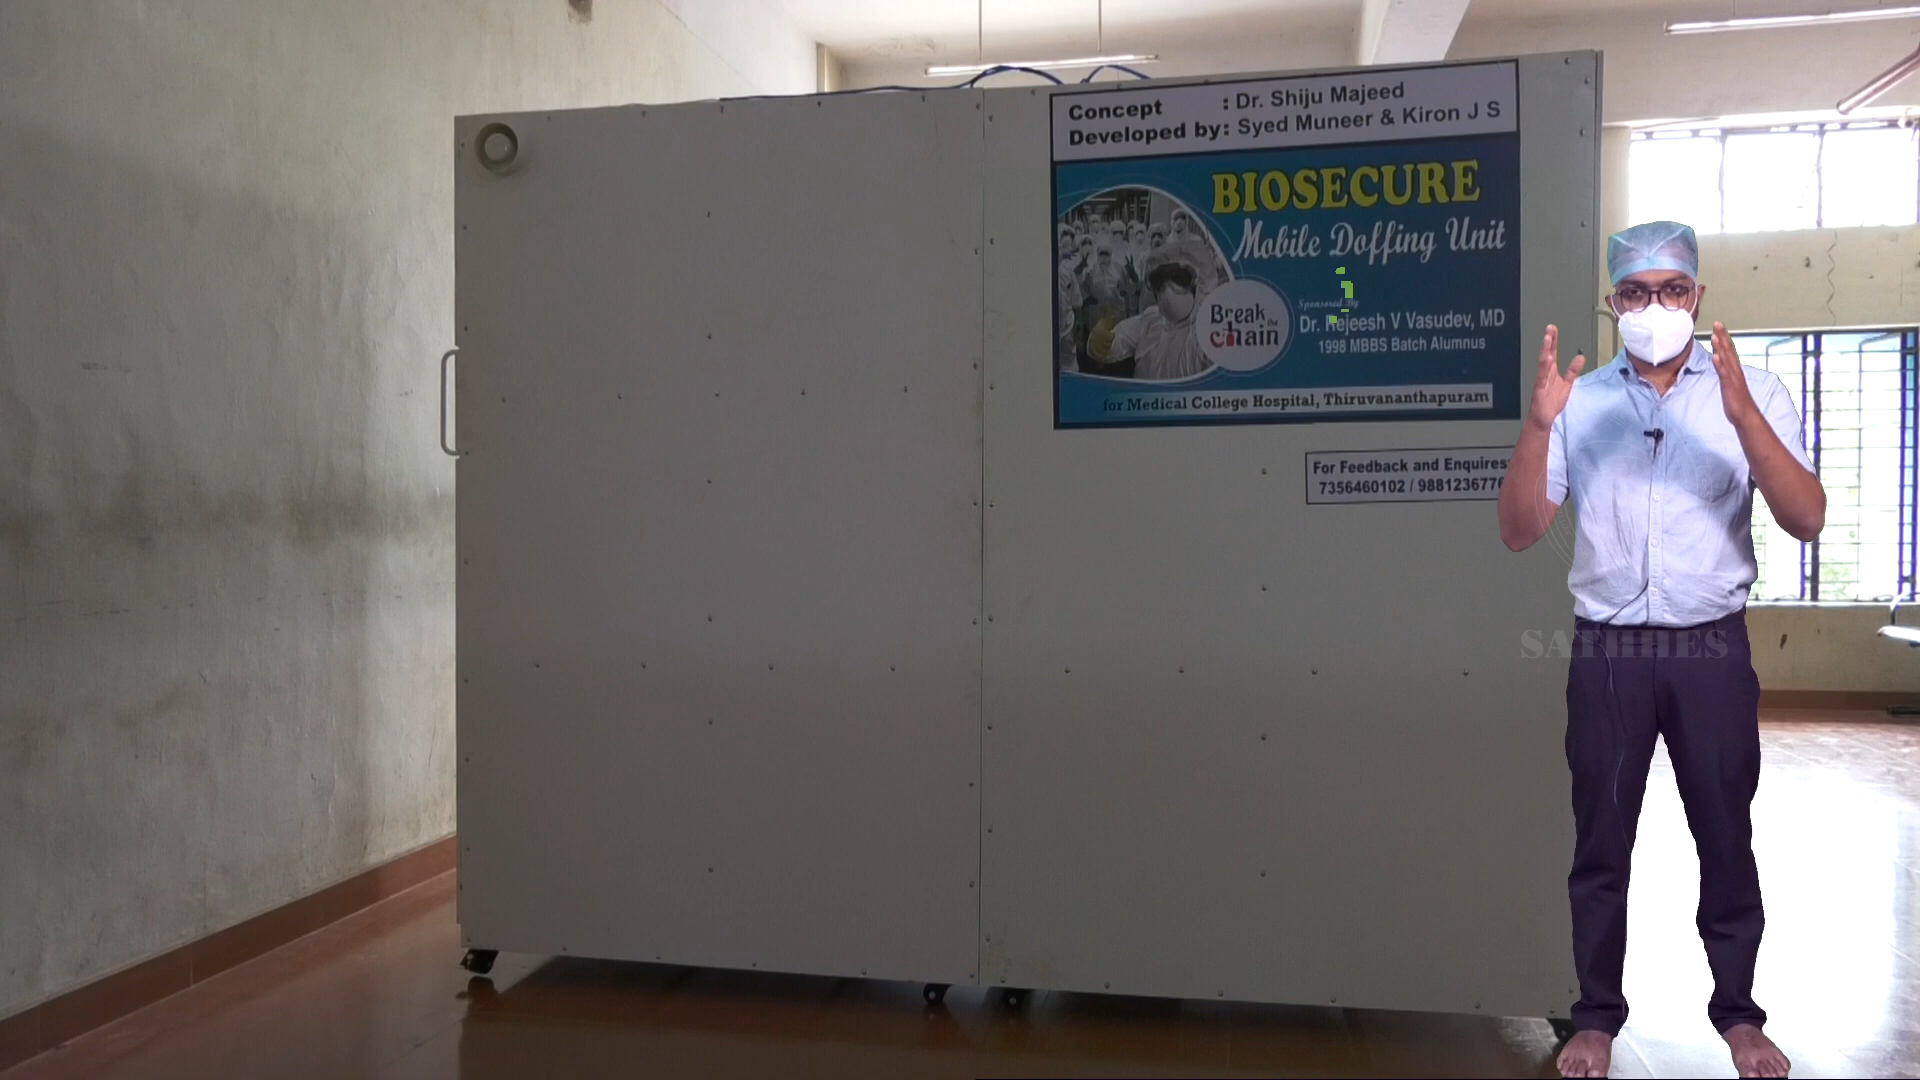 Concept : Dr. Shiju Majeed
Developed by: Syed Muneer & Kiron J S
BIOSECURE
Mobile Doffing Unit
Sponsored By
Dr. Rejeesh V Vasudev, MD
1998 MBBS Batch Alumnus
Break the
chain
for Medical College Hospital, Thiruvananthapuram
For Feedback and Enquires:
7356460102 / 9881236776
SATHHES